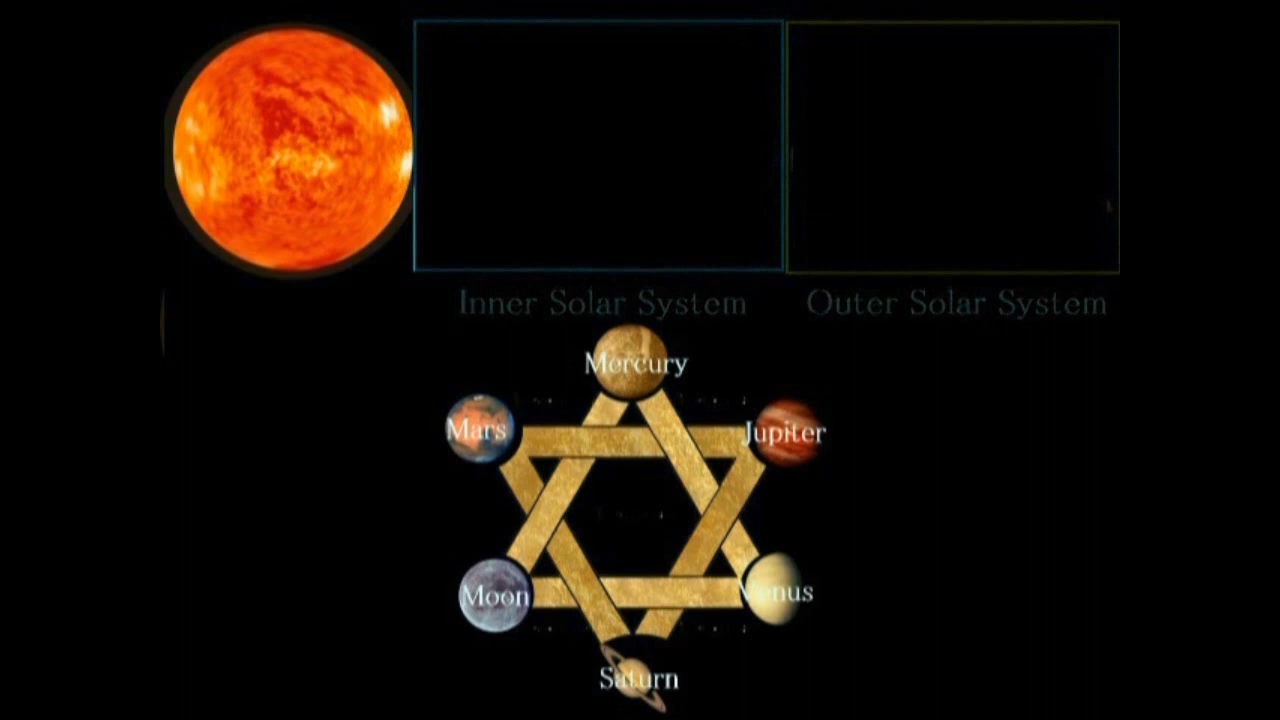 Inner Solar System
Outer Solar System
Mercury
Mars
Jupiter
Moon
Venus
Saturn